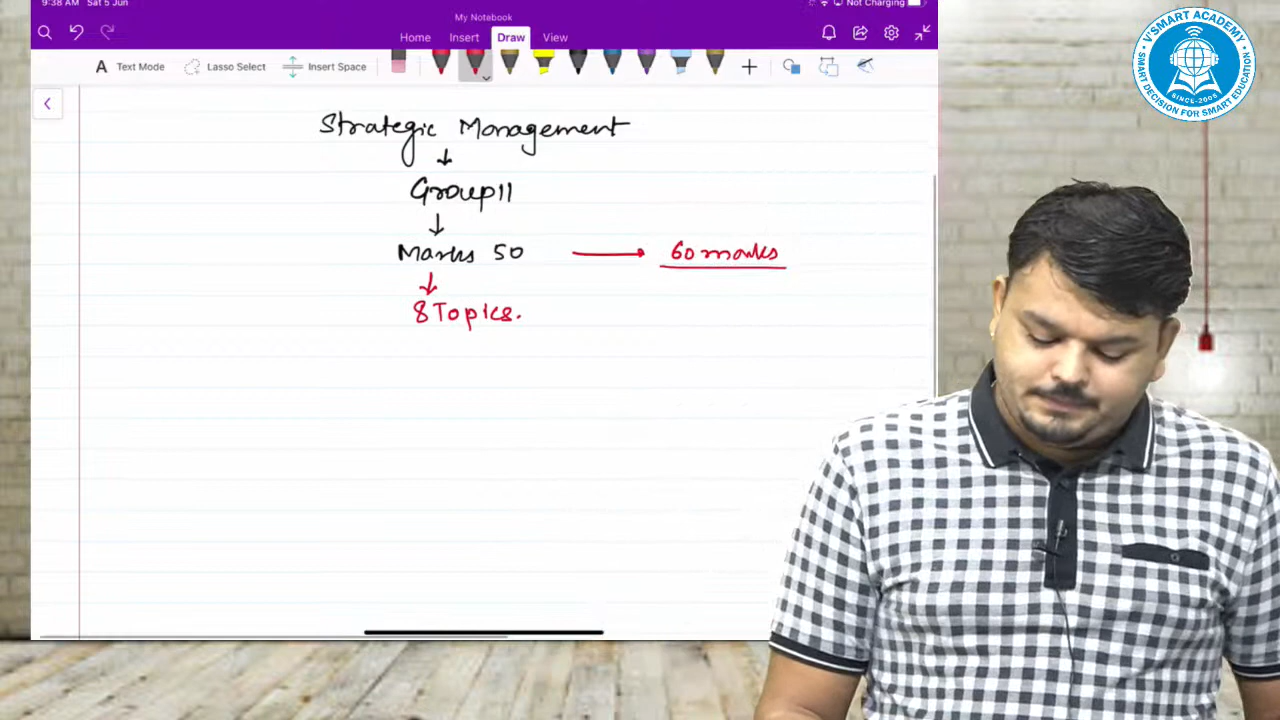 9:38 AM Sat 5 Jun
Not Charging
My Notebook
Home Insert Draw View
A Text Mode Lasso Select Insert Space
Strategic Management
↓
Group II
↓
Marks 50 → 60 marks
↓
8 Topics.
V'SMART ACADEMY
SMART DECISION FOR SMART EDUCATION
SINCE-2005